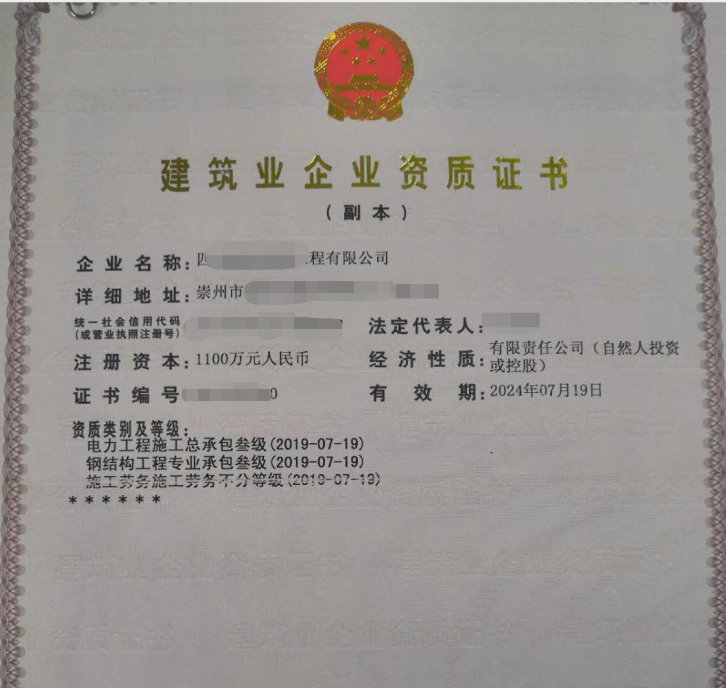 建筑业企业资质证书
（副本）
企业名称：四 程有限公司
详细地址：崇州市
统一社会信用代码
（或营业执照注册号）：
法定代表人：
注册资本：1100万元人民币
经济性质：有限责任公司（自然人投资
或控股）
证书编号 0
有效期：2024年07月19日
资质类别及等级：
电力工程施工总承包叁级(2019-07-19)
钢结构工程专业承包叁级(2019-07-19)
施工劳务施工劳务不分等级(2019-07-19)
******